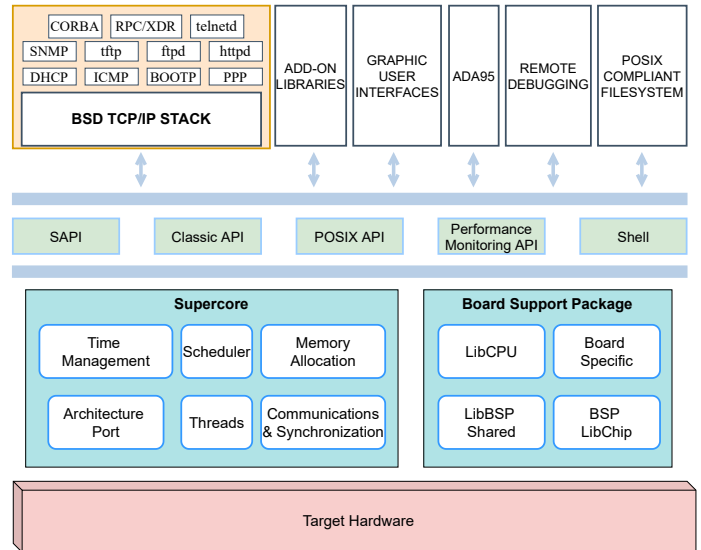 CORBA RPC/XDR telnetd
SNMP tftp ftpd httpd
DHCP ICMP BOOTP PPP
BSD TCP/IP STACK
ADD-ON
LIBRARIES
GRAPHIC
USER
INTERFACES
ADA95
REMOTE
DEBUGGING
POSIX
COMPLIANT
FILESYSTEM
SAPI
Classic API
POSIX API
Performance
Monitoring API
Shell
Supercore
Time
Management
Scheduler
Memory
Allocation
Architecture
Port
Threads
Communications
& Synchronization
Board Support Package
LibCPU
Board
Specific
LibBSP
Shared
BSP
LibChip
Target Hardware